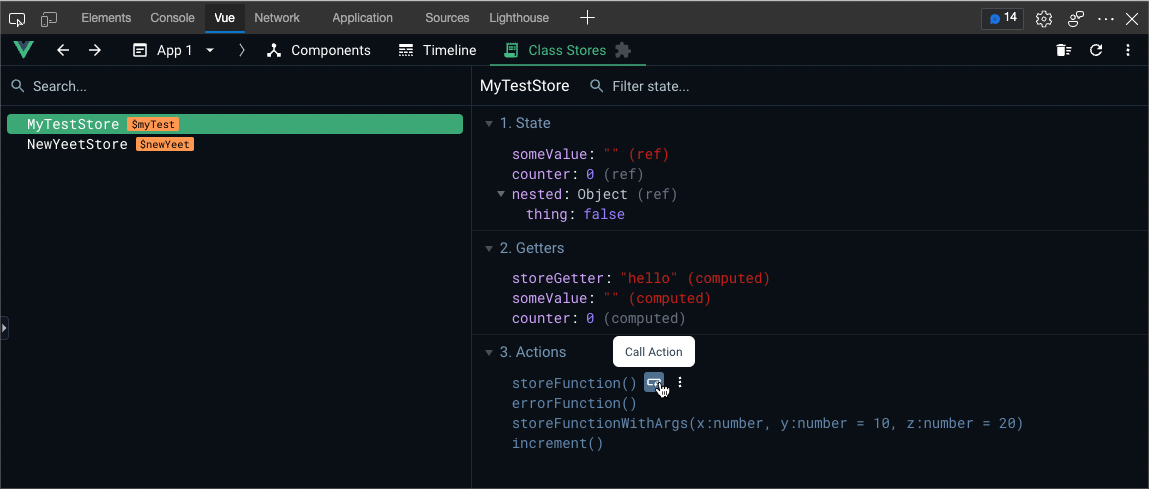 Elements Console Vue Network Application Sources Lighthouse 14
App 1 Components Timeline Class Stores
Search... MyTestStore Filter state...
MyTestStore $myTest
NewYeetStore $newYeet
1. State
someValue: "" (ref)
counter: 0 (ref)
nested: Object (ref)
thing: false
2. Getters
storeGetter: "hello" (computed)
someValue: "" (computed)
counter: 0 (computed)
3. Actions
Call Action
storeFunction()
errorFunction()
storeFunctionWithArgs(x:number, y:number = 10, z:number = 20)
increment()